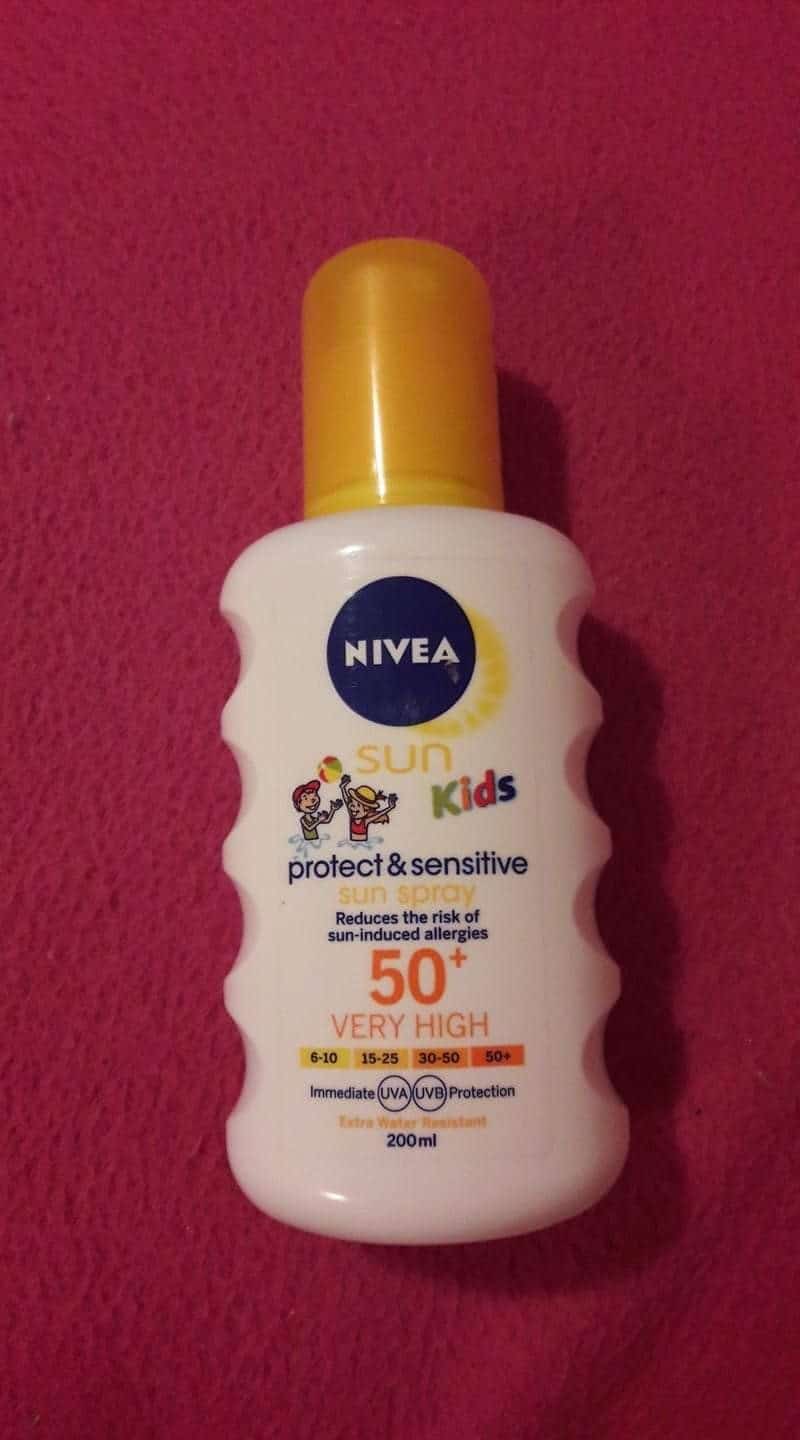 NIVEA
sun
Kids
protect & sensitive
sun spray
Reduces the risk of
sun-induced allergies
50+
VERY HIGH
6-10 15-25 30-50 50+
Immediate UVA UVB Protection
Extra Water Resistant
200ml